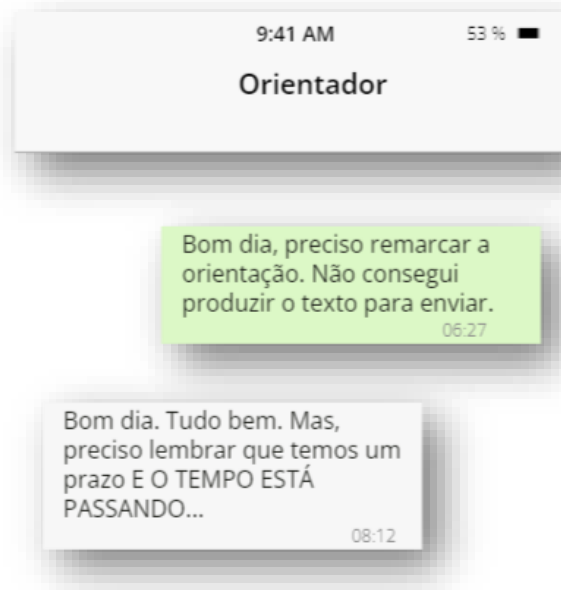 9:41 AM 53 %
Orientador
Bom dia, preciso remarcar a
orientação. Não consegui
produzir o texto para enviar.
06:27
Bom dia. Tudo bem. Mas,
preciso lembrar que temos um
prazo E O TEMPO ESTÁ
PASSANDO...
08:12